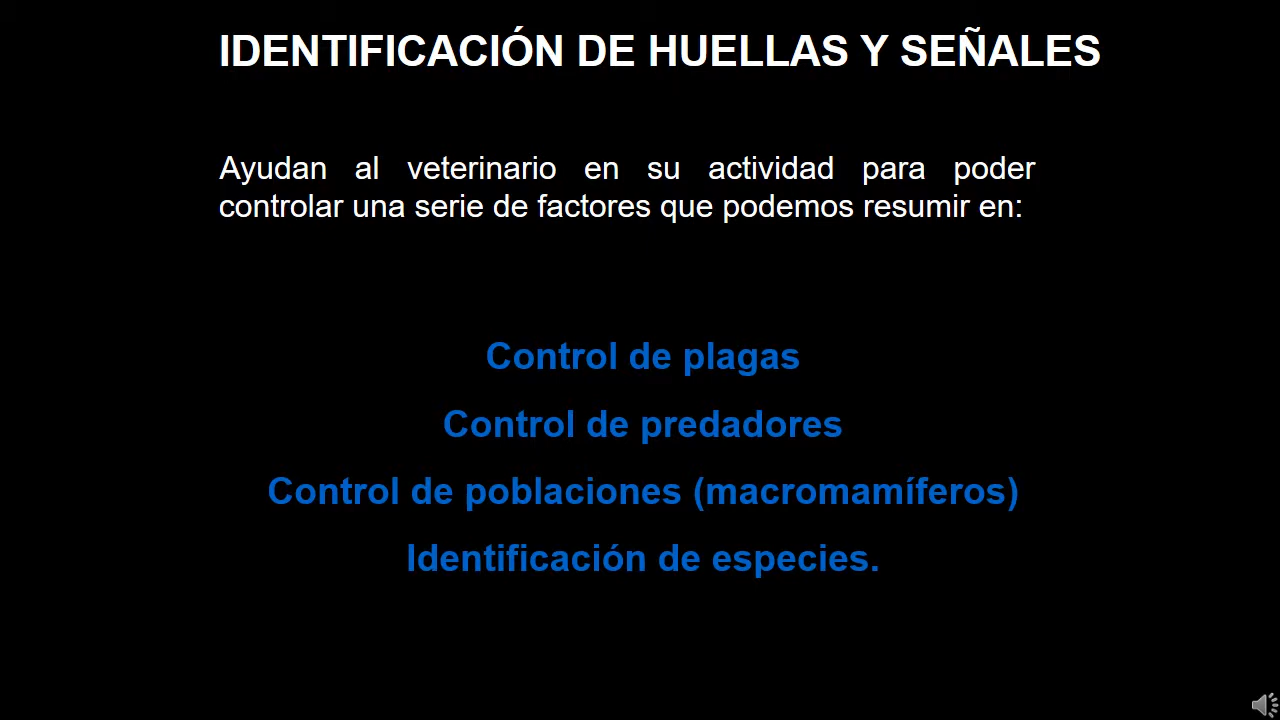 IDENTIFICACIÓN DE HUELLAS Y SEÑALES
Ayudan al veterinario en su actividad para poder
controlar una serie de factores que podemos resumir en:
Control de plagas
Control de predadores
Control de poblaciones (macromamíferos)
Identificación de especies.